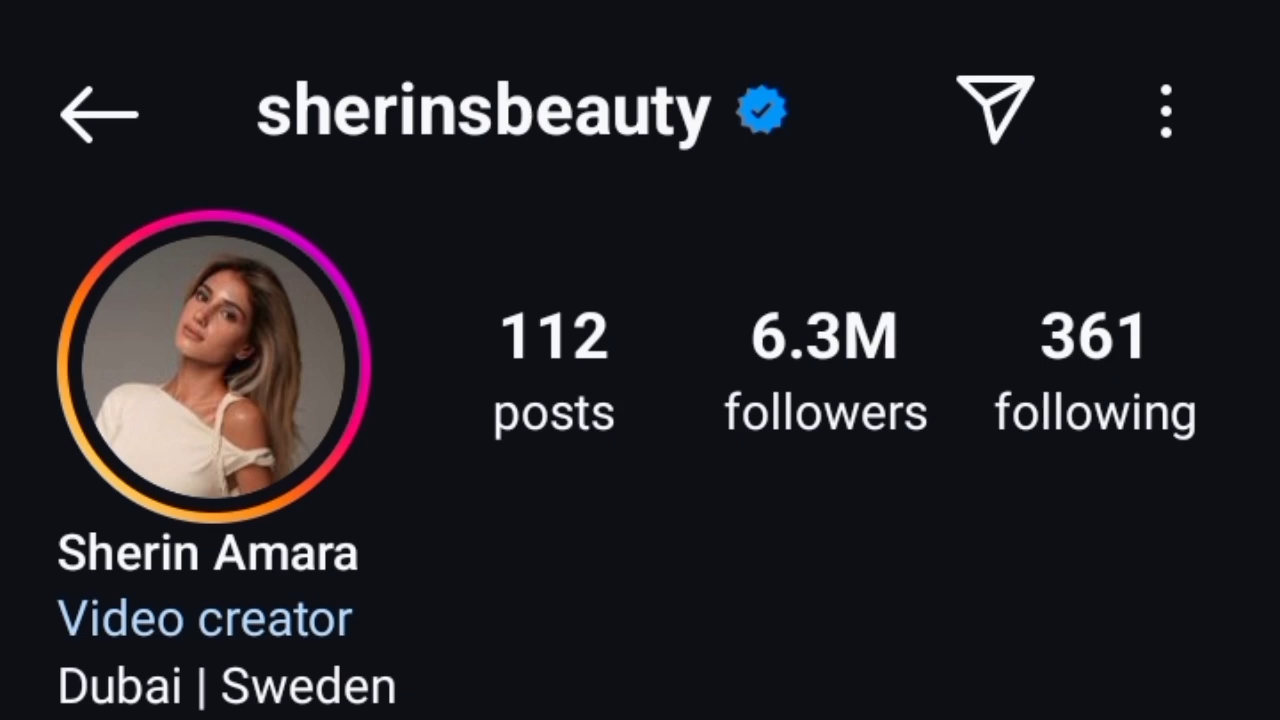 sherinsbeauty
112 6.3M 361
posts followers following
Sherin Amara
Video creator
Dubai | Sweden